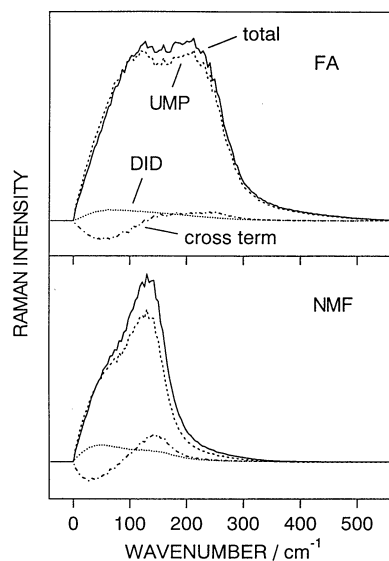 total
FA
UMP
DID
cross term
RAMAN INTENSITY
NMF
0 100 200 300 400 500
WAVENUMBER / cm-1